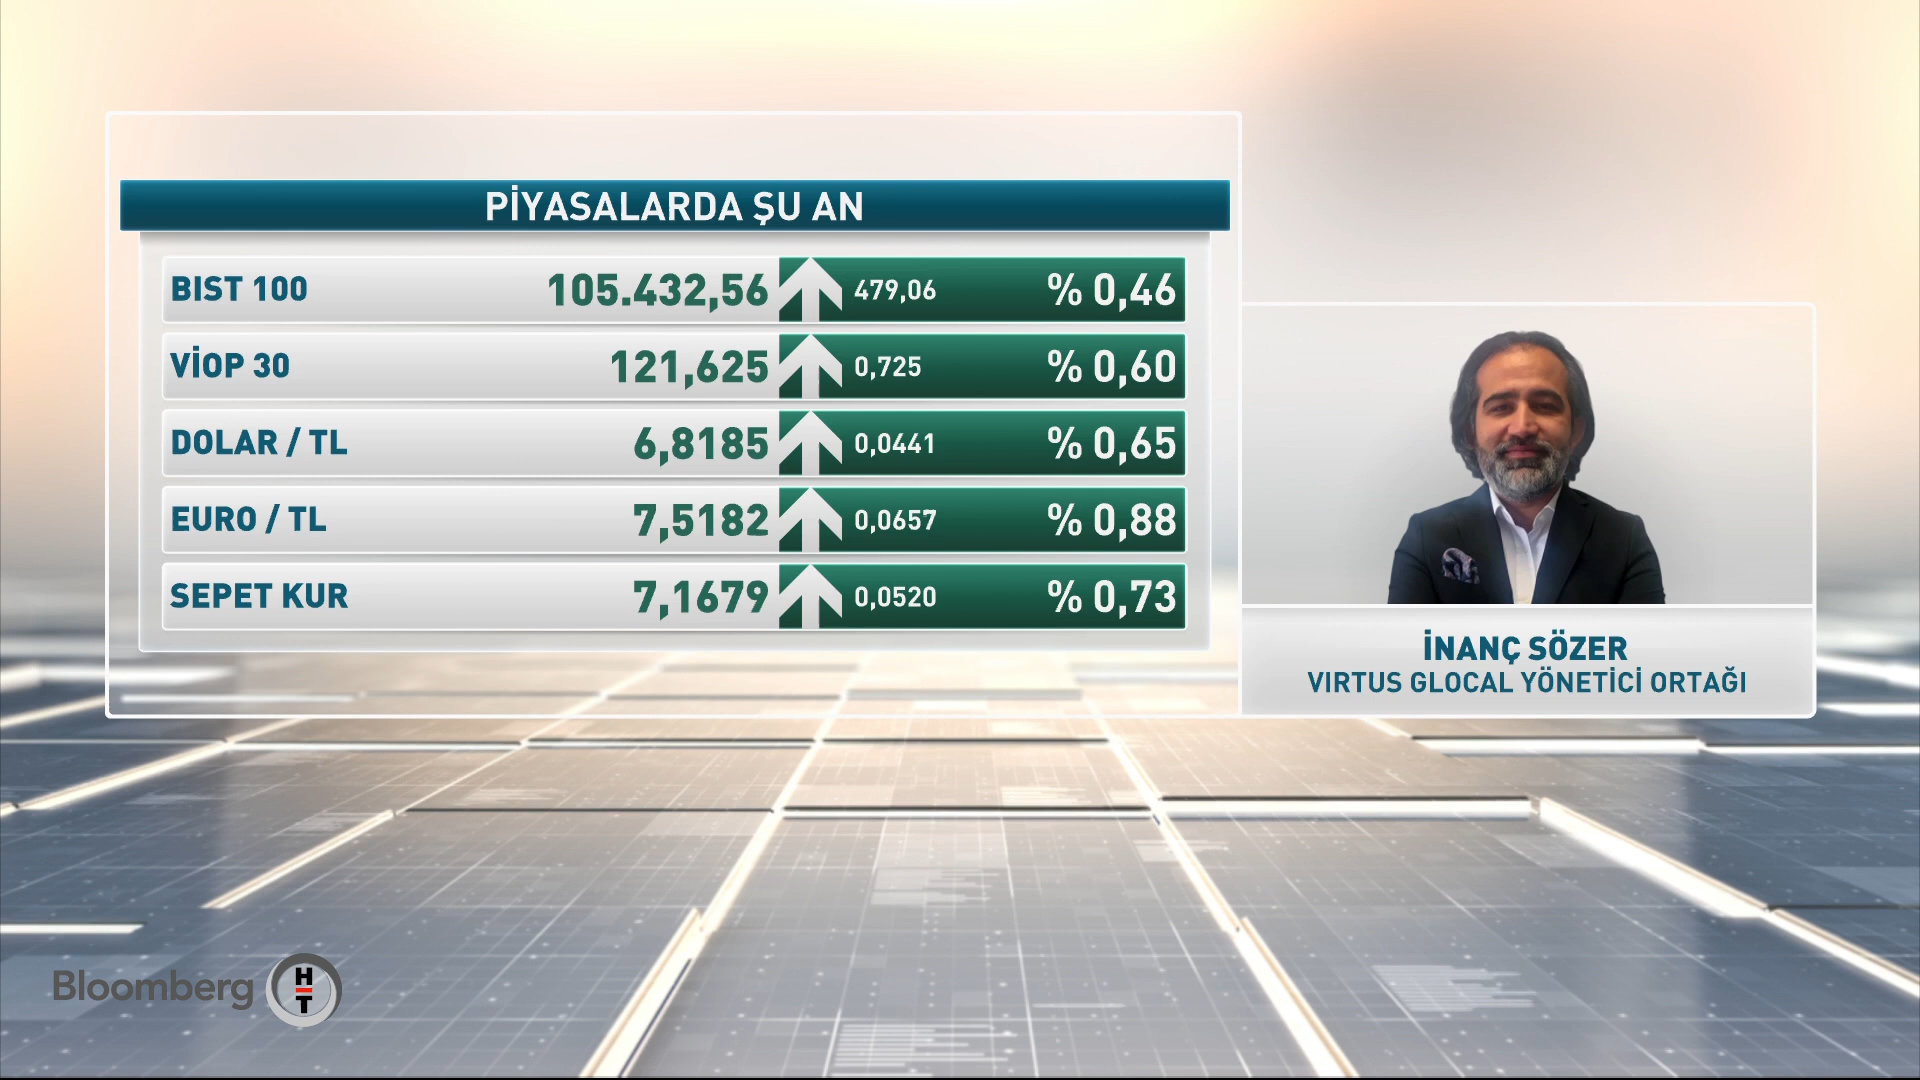 PİYASALARDA ŞU AN
BIST 100 105.432,56 479,06 % 0,46
VİOP 30 121,625 0,725 % 0,60
DOLAR / TL 6,8185 0,0441 % 0,65
EURO / TL 7,5182 0,0657 % 0,88
SEPET KUR 7,1679 0,0520 % 0,73
İNANÇ SÖZER
VIRTUS GLOCAL YÖNETİCİ ORTAĞI
Bloomberg HT